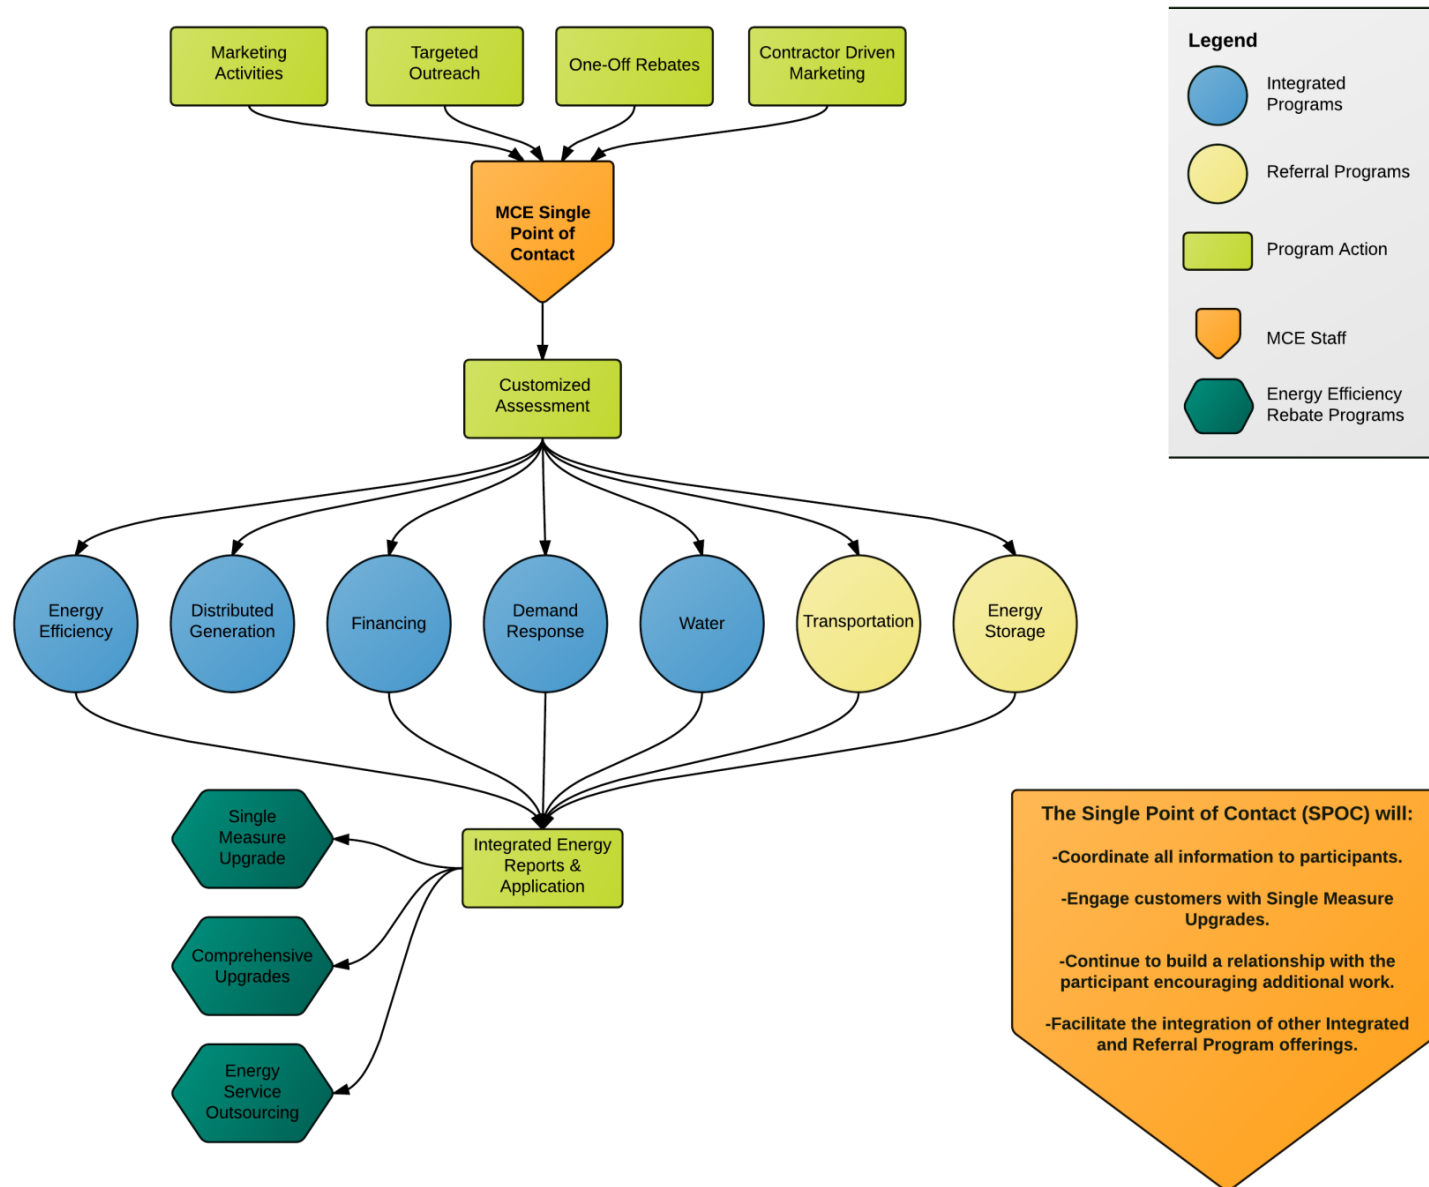 Marketing
Activities
Targeted
Outreach
One-Off Rebates
Contractor Driven
Marketing
Legend
Integrated
Programs
Referral Programs
Program Action
MCE Staff
Energy Efficiency
Rebate Programs
MCE Single
Point of
Contact
Customized
Assessment
Energy
Efficiency
Distributed
Generation
Financing
Demand
Response
Water
Transportation
Energy
Storage
Single
Measure
Upgrade
Integrated Energy
Reports &
Application
Comprehensive
Upgrades
Energy
Service
Outsourcing
The Single Point of Contact (SPOC) will:
-Coordinate all information to participants.
-Engage customers with Single Measure
Upgrades.
-Continue to build a relationship with the
participant encouraging additional work.
-Facilitate the integration of other Integrated
and Referral Program offerings.